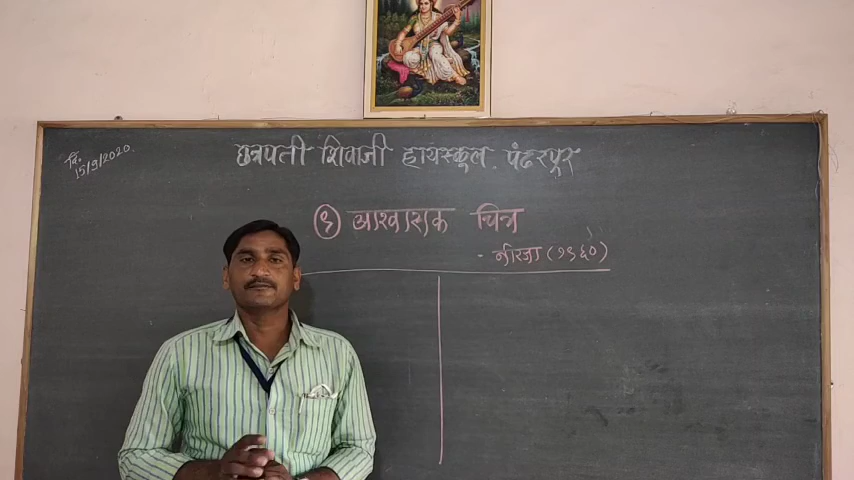 दि.
15/9/2020.
छत्रपती शिवाजी हायस्कूल. पंढरपूर
९ आश्वासक चित्र
- नीरजा (१९६०)